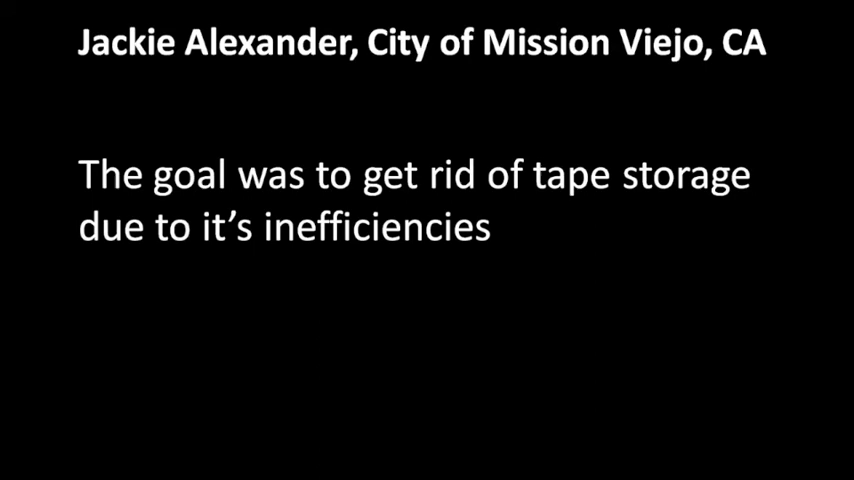 Jackie Alexander, City of Mission Viejo, CA
The goal was to get rid of tape storage
due to it’s inefficiencies